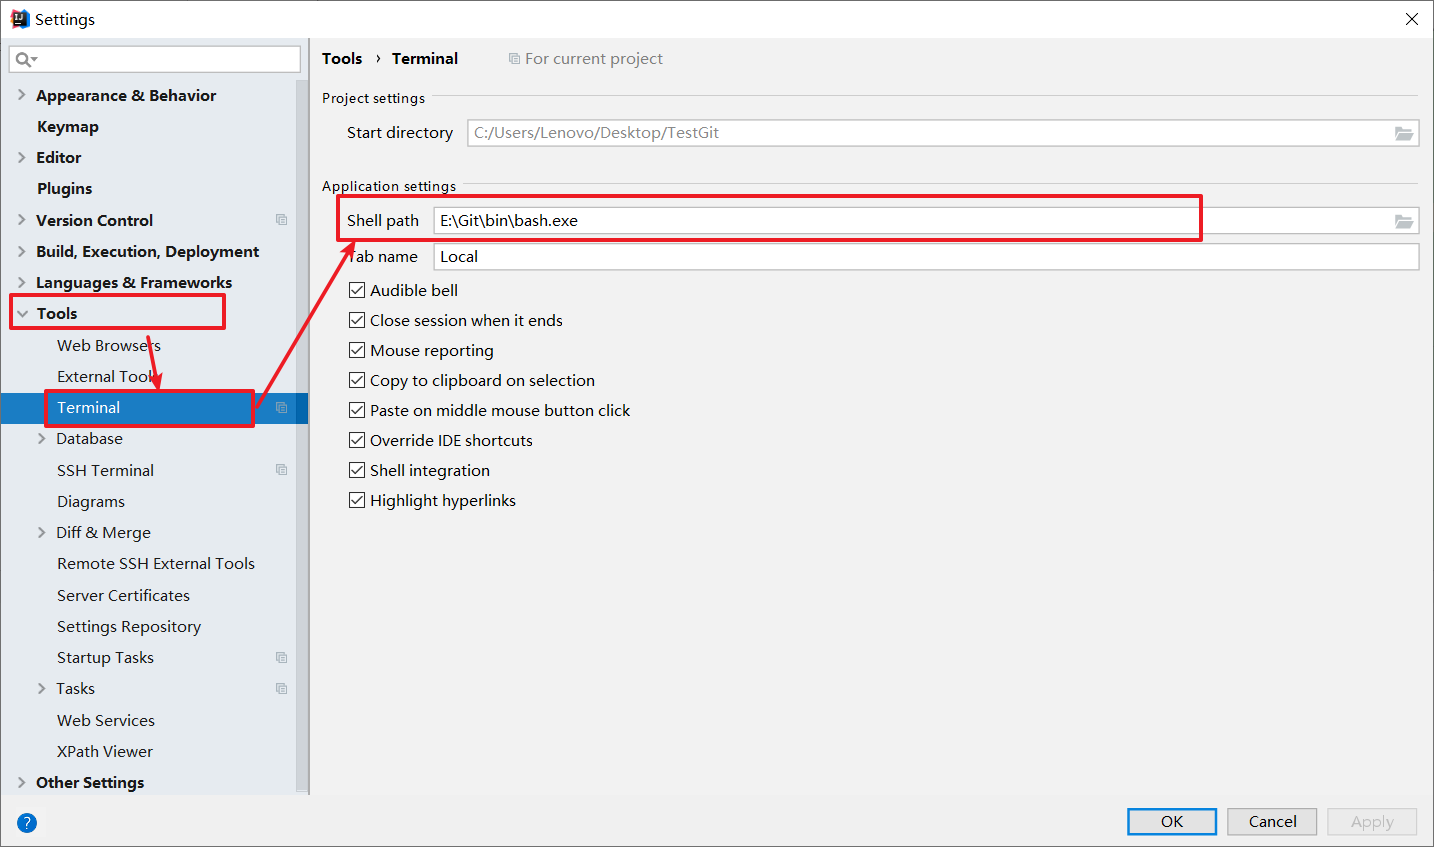 Settings
Appearance & Behavior
Keymap
Editor
Plugins
Version Control
Build, Execution, Deployment
Languages & Frameworks
Tools
Web Browsers
External Tools
Terminal
Database
SSH Terminal
Diagrams
Diff & Merge
Remote SSH External Tools
Server Certificates
Settings Repository
Startup Tasks
Tasks
Web Services
XPath Viewer
Other Settings
Tools › Terminal For current project
Project settings
Start directory C:/Users/Lenovo/Desktop/TestGit
Application settings
Shell path E:\Git\bin\bash.exe
Tab name Local
Audible bell
Close session when it ends
Mouse reporting
Copy to clipboard on selection
Paste on middle mouse button click
Override IDE shortcuts
Shell integration
Highlight hyperlinks
? OK Cancel Apply